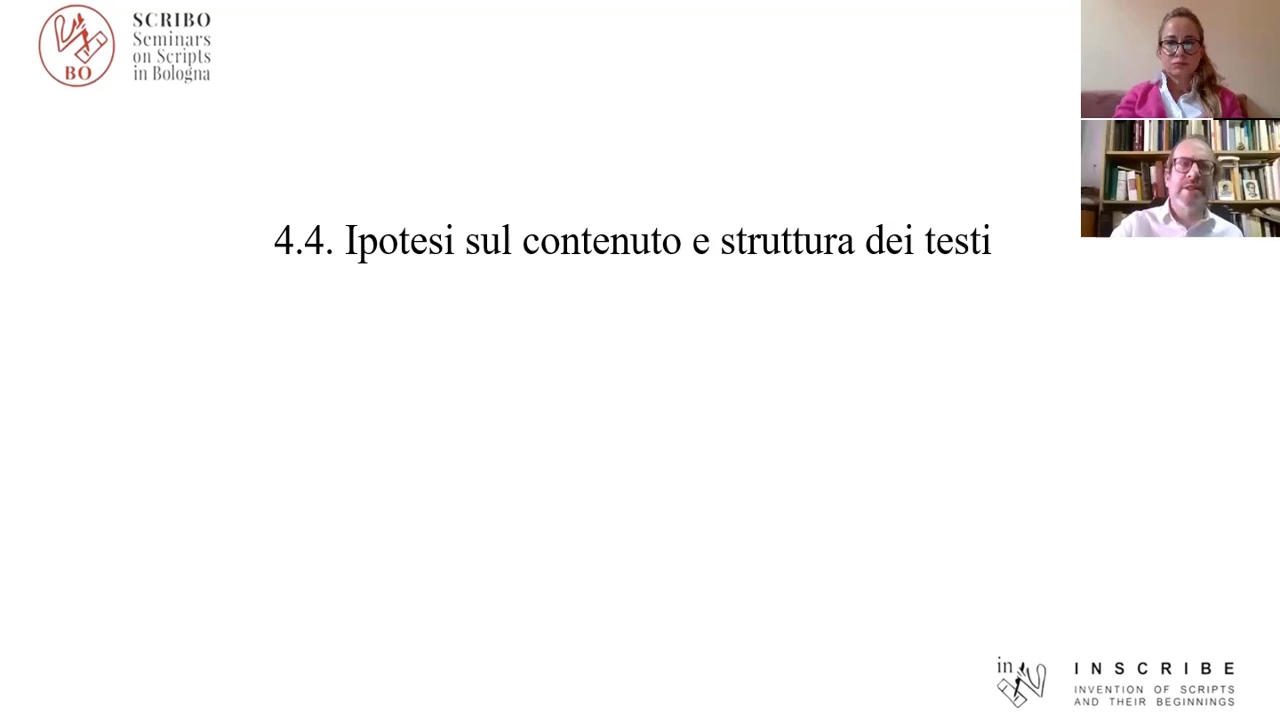 SCRIBO
Seminars
on Scripts
in Bologna
BO
4.4. Ipotesi sul contenuto e struttura dei testi
in
INSCRIBE
INVENTION OF SCRIPTS
AND THEIR BEGINNINGS